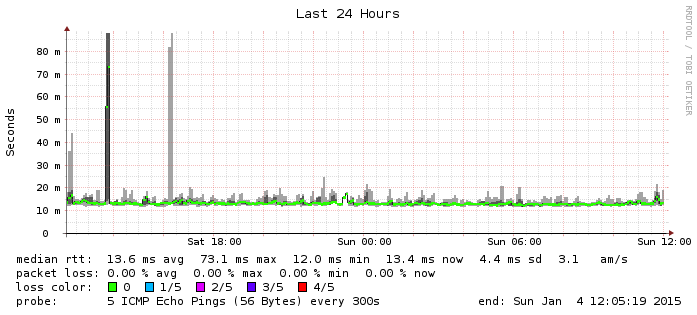 Last 24 Hours
RRDTOOL / TOBI OETIKER
Seconds
80 m
70 m
60 m
50 m
40 m
30 m
20 m
10 m
0
Sat 18:00 Sun 00:00 Sun 06:00 Sun 12:00
median rtt: 13.6 ms avg 73.1 ms max 12.0 ms min 13.4 ms now 4.4 ms sd 3.1 am/s
packet loss: 0.00 % avg 0.00 % max 0.00 % min 0.00 % now
loss color: 0 1/5 2/5 3/5 4/5
probe: 5 ICMP Echo Pings (56 Bytes) every 300s end: Sun Jan 4 12:05:19 2015